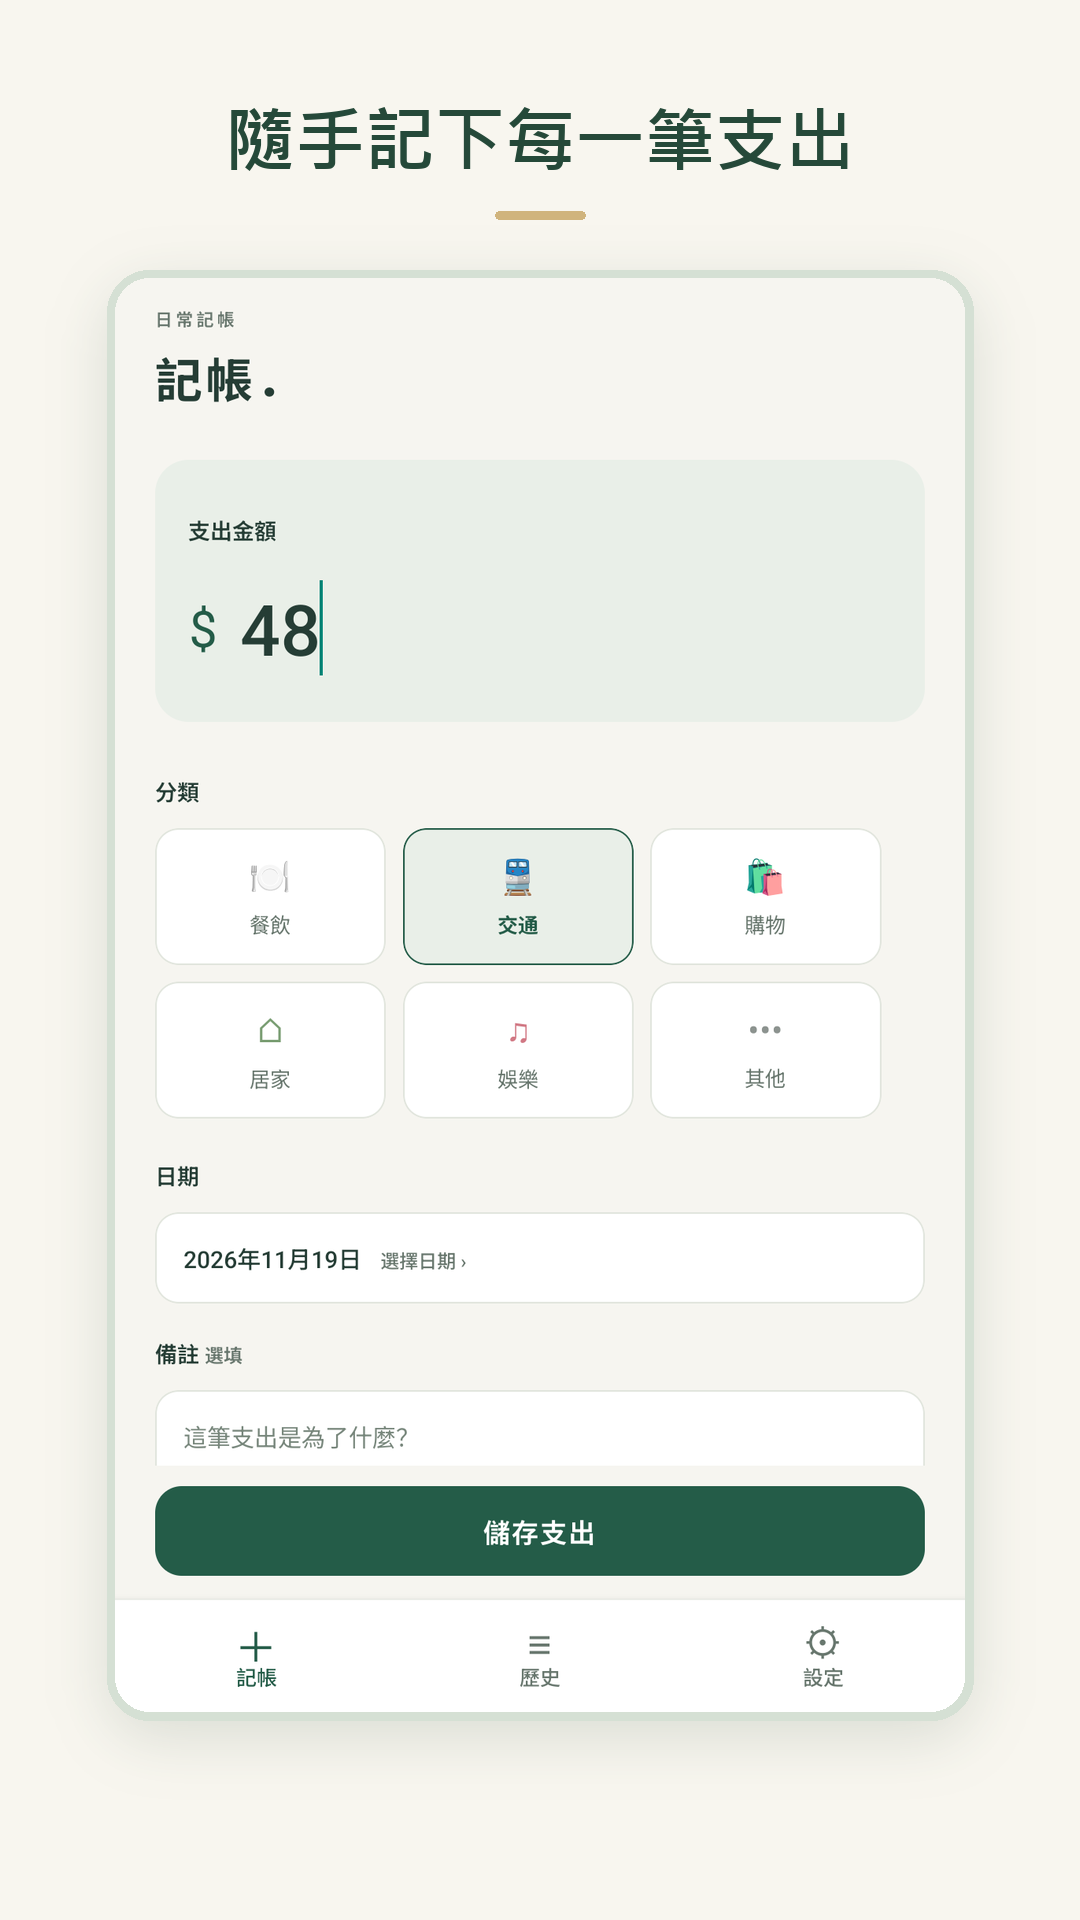 隨手記下每一筆支出
日常記帳
記帳.
支出金額
$ 48
分類
餐飲 交通 購物
居家 娛樂 其他
日期
2026年11月19日 選擇日期 ›
備註 選填
這筆支出是為了什麼?
儲存支出
記帳 歷史 設定